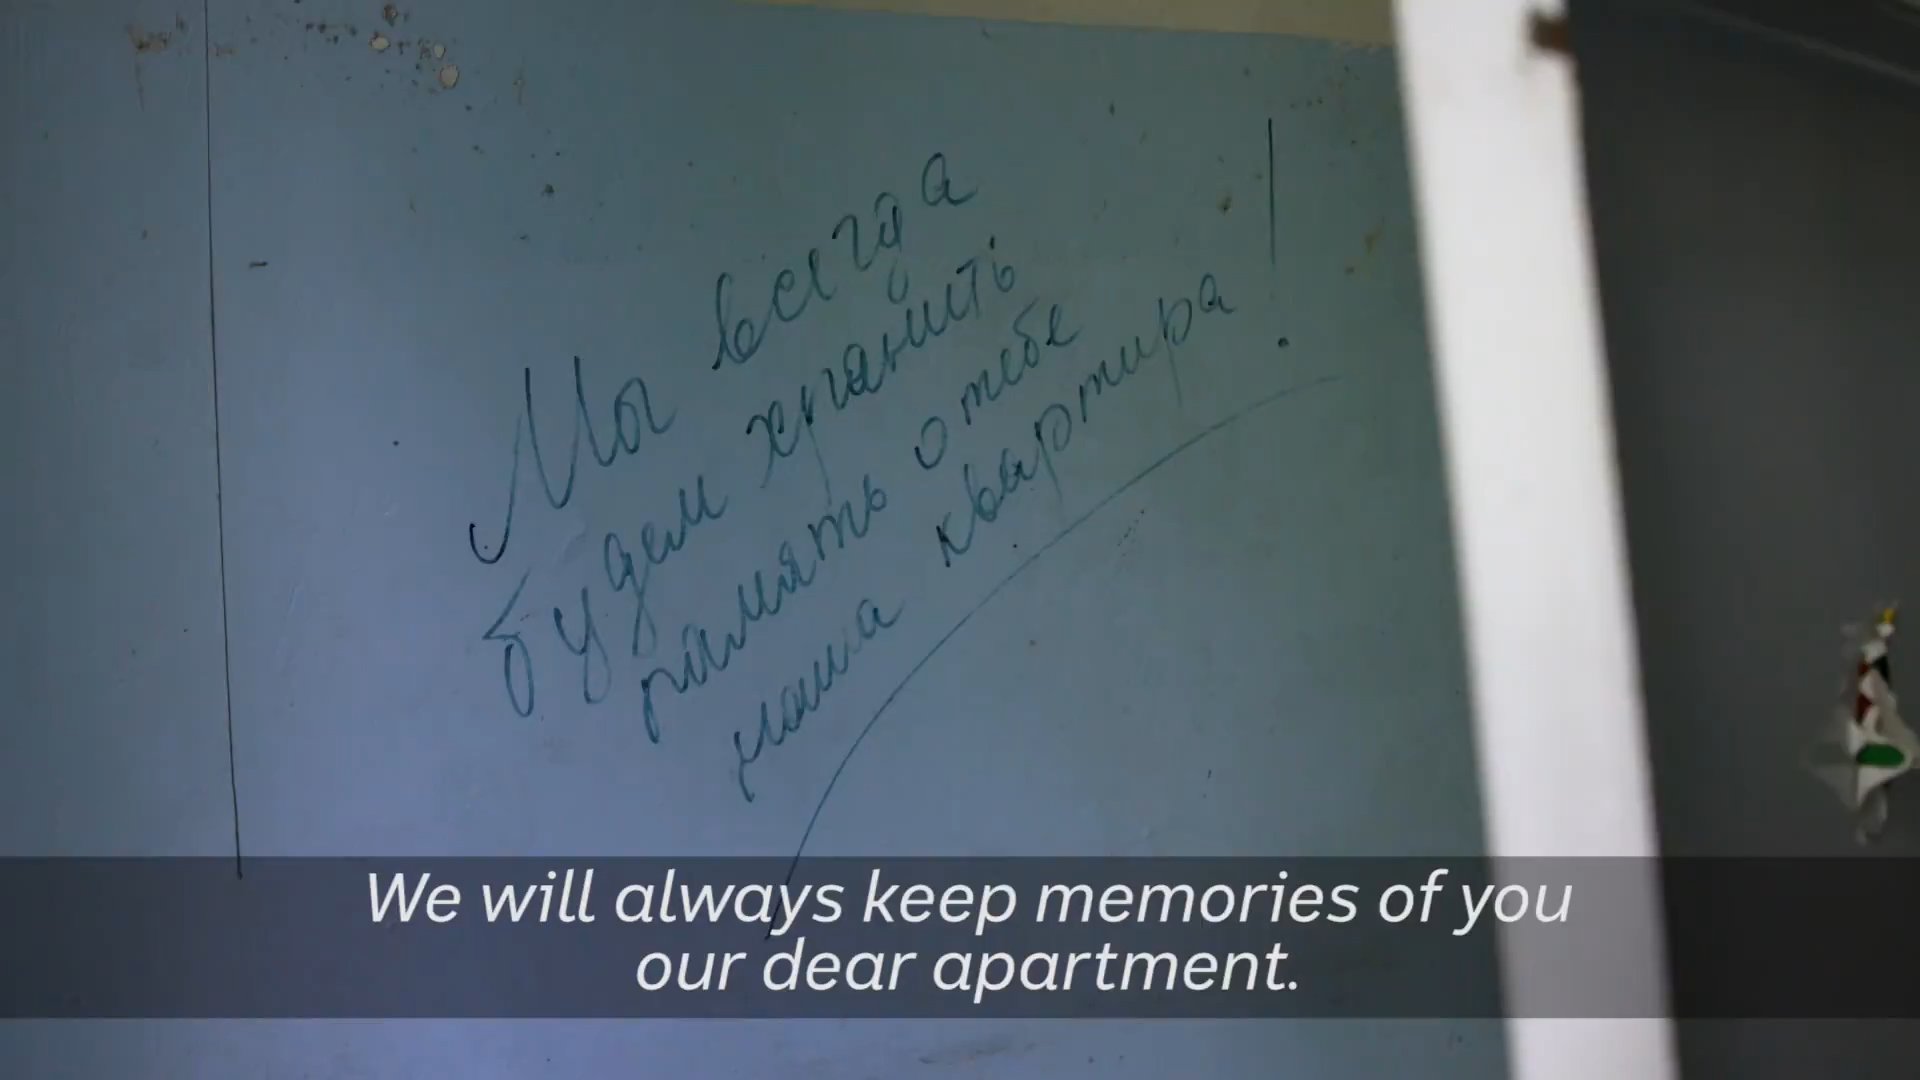 Мы всегда
будем хранить
память о тебе
наша квартира!
We will always keep memories of you
our dear apartment.